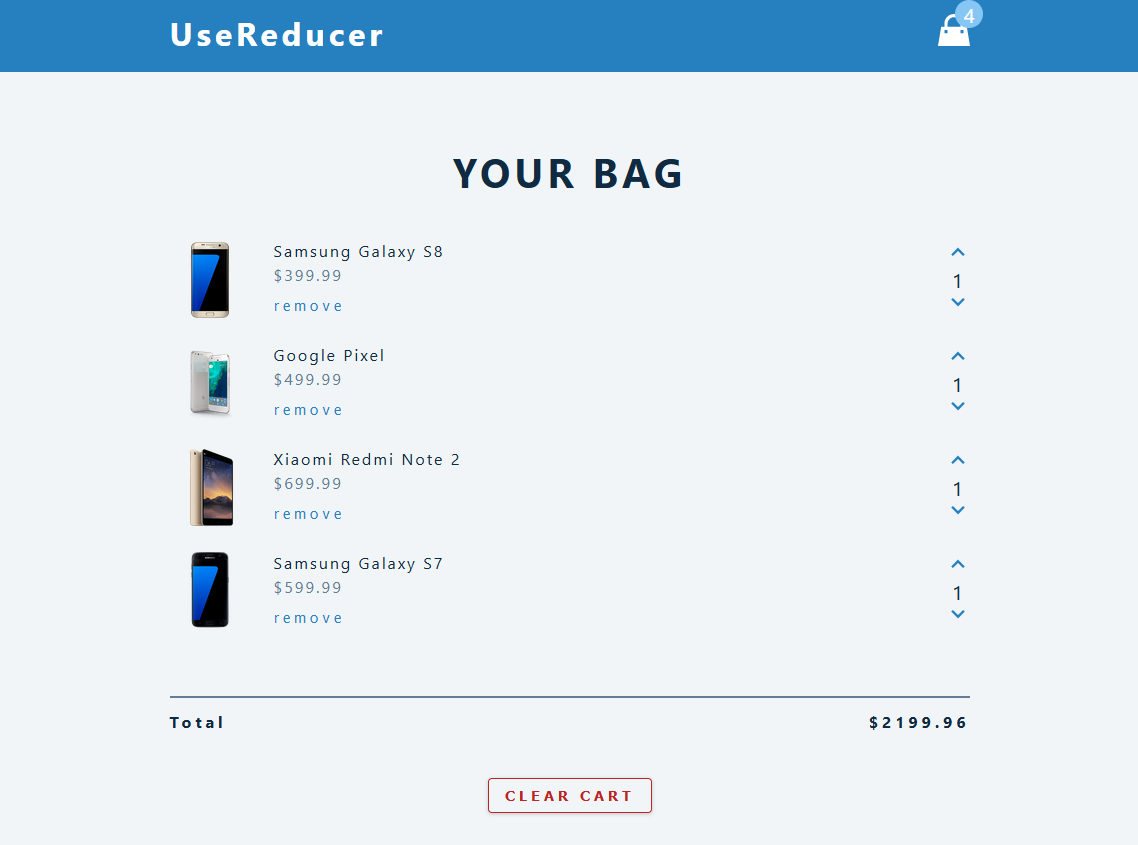 UseReducer
4
YOUR BAG
Samsung Galaxy S8
$399.99
remove
1
Google Pixel
$499.99
remove
1
Xiaomi Redmi Note 2
$699.99
remove
1
Samsung Galaxy S7
$599.99
remove
1
Total
$2199.96
CLEAR CART